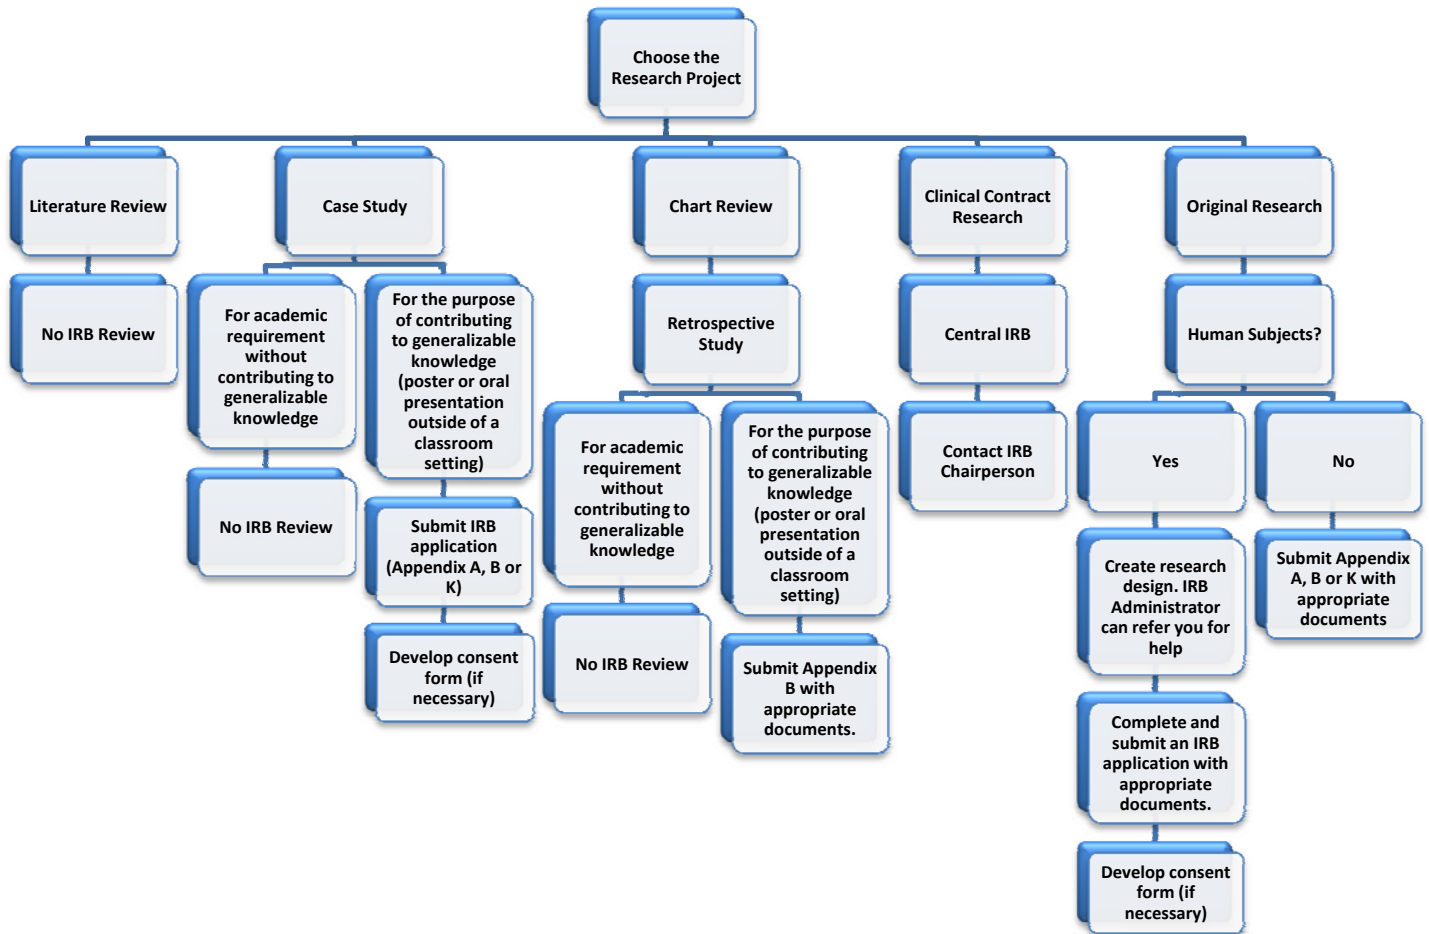 Choose the
Research Project
Literature Review
Case Study
Chart Review
Clinical Contract
Research
Original Research
No IRB Review
For academic
requirement
without
contributing to
generalizable
knowledge
For the purpose
of contributing
to generalizable
knowledge
(poster or oral
presentation
outside of a
classroom
setting)
Retrospective
Study
Central IRB
Human Subjects?
No IRB Review
Submit IRB
application
(Appendix A, B or
K)
Develop consent
form (if
necessary)
For academic
requirement
without
contributing to
generalizable
knowledge
For the purpose
of contributing
to generalizable
knowledge
(poster or oral
presentation
outside of a
classroom
setting)
Contact IRB
Chairperson
Yes
No
No IRB Review
Submit Appendix
B with
appropriate
documents.
Create research
design. IRB
Administrator
can refer you for
help
Submit Appendix
A, B or K with
appropriate
documents
Complete and
submit an IRB
application with
appropriate
documents.
Develop consent
form (if
necessary)